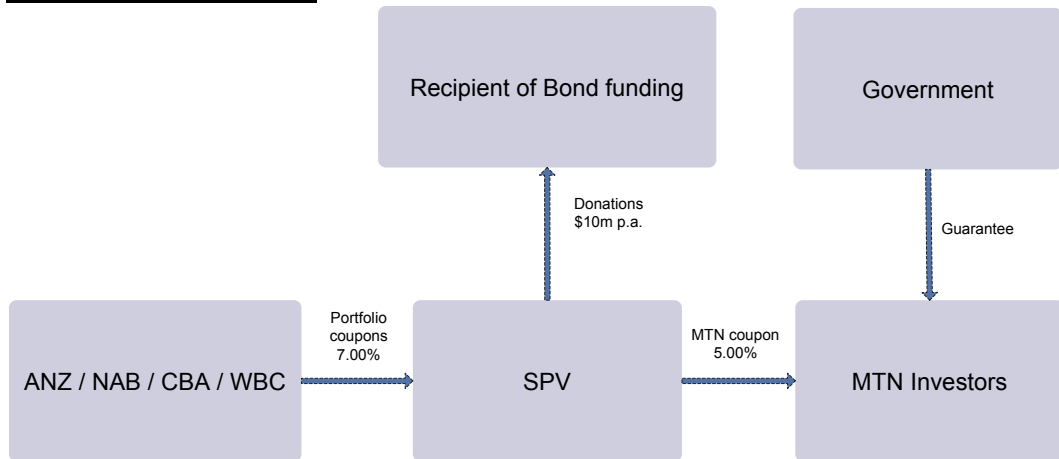 Recipient of Bond funding
Government
Donations
$10m p.a.
Guarantee
Portfolio
coupons
7.00%
MTN coupon
5.00%
ANZ / NAB / CBA / WBC
SPV
MTN Investors